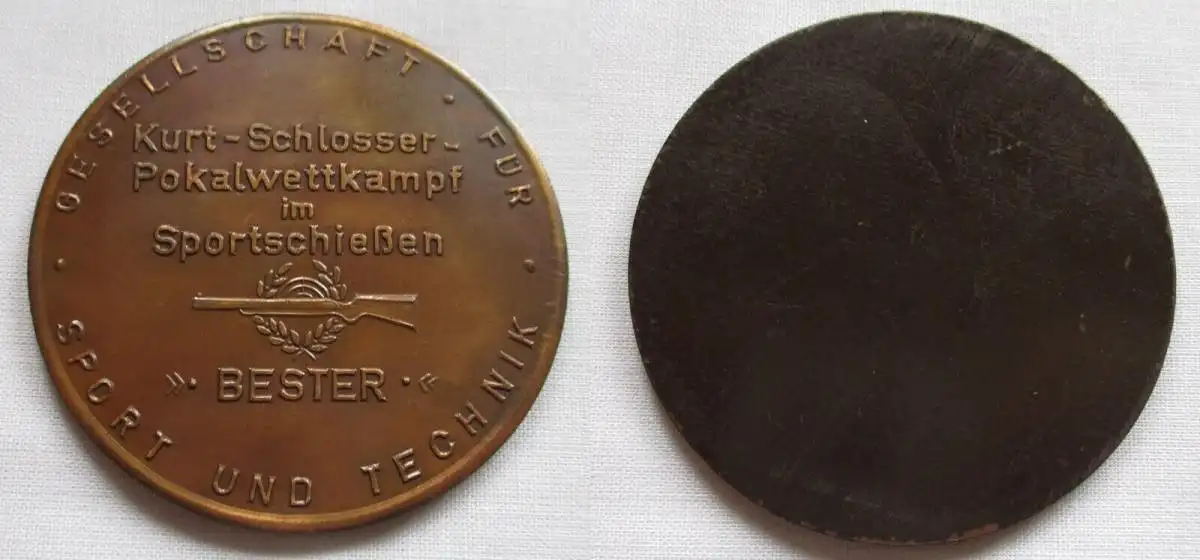 GESELLSCHAFT · FÜR
Kurt-Schlosser-
Pokalwettkampf
im
Sportschießen
»· BESTER ·«
· SPORT UND TECHNIK ·